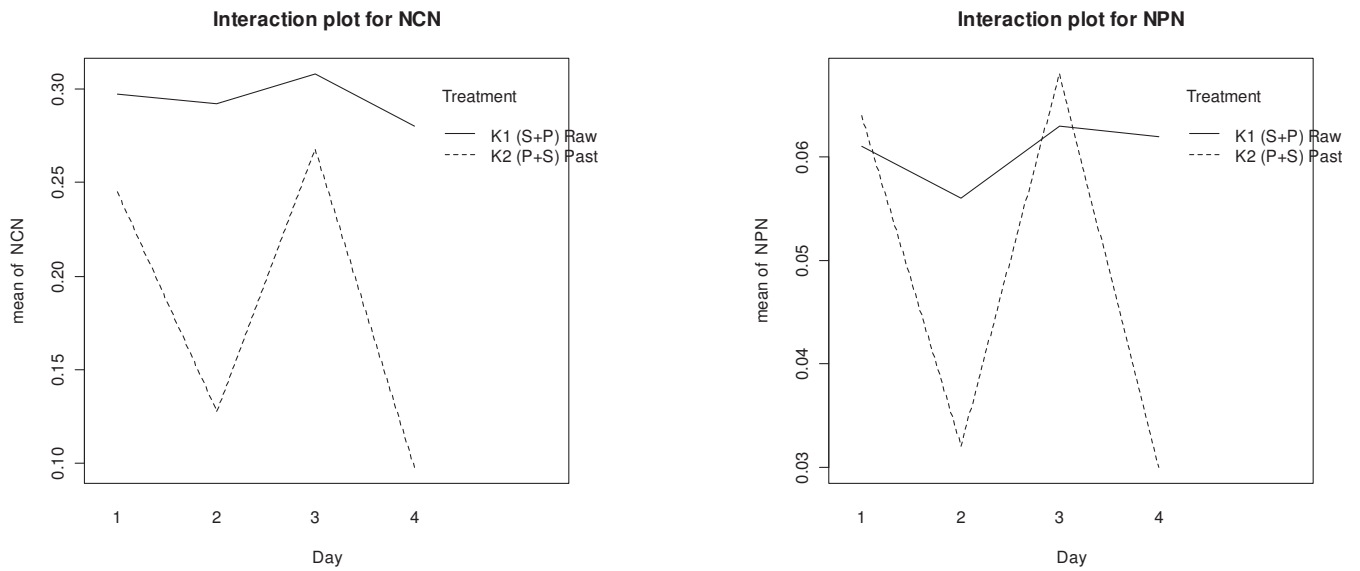 Interaction plot for NCN
mean of NCN
0.30
0.25
0.20
0.15
0.10
Treatment
K1 (S+P) Raw
K2 (P+S) Past
1 2 3 4
Day
Interaction plot for NPN
mean of NPN
0.06
0.05
0.04
0.03
Treatment
K1 (S+P) Raw
K2 (P+S) Past
1 2 3 4
Day